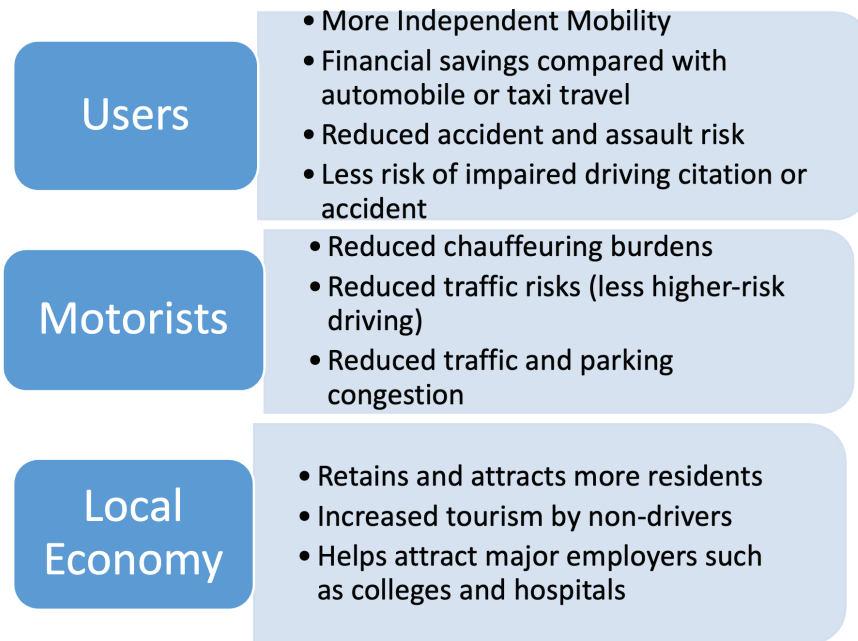 Users
• More Independent Mobility
• Financial savings compared with
automobile or taxi travel
• Reduced accident and assault risk
• Less risk of impaired driving citation or
accident
Motorists
• Reduced chauffeuring burdens
• Reduced traffic risks (less higher-risk
driving)
• Reduced traffic and parking
congestion
Local
Economy
• Retains and attracts more residents
• Increased tourism by non-drivers
• Helps attract major employers such
as colleges and hospitals